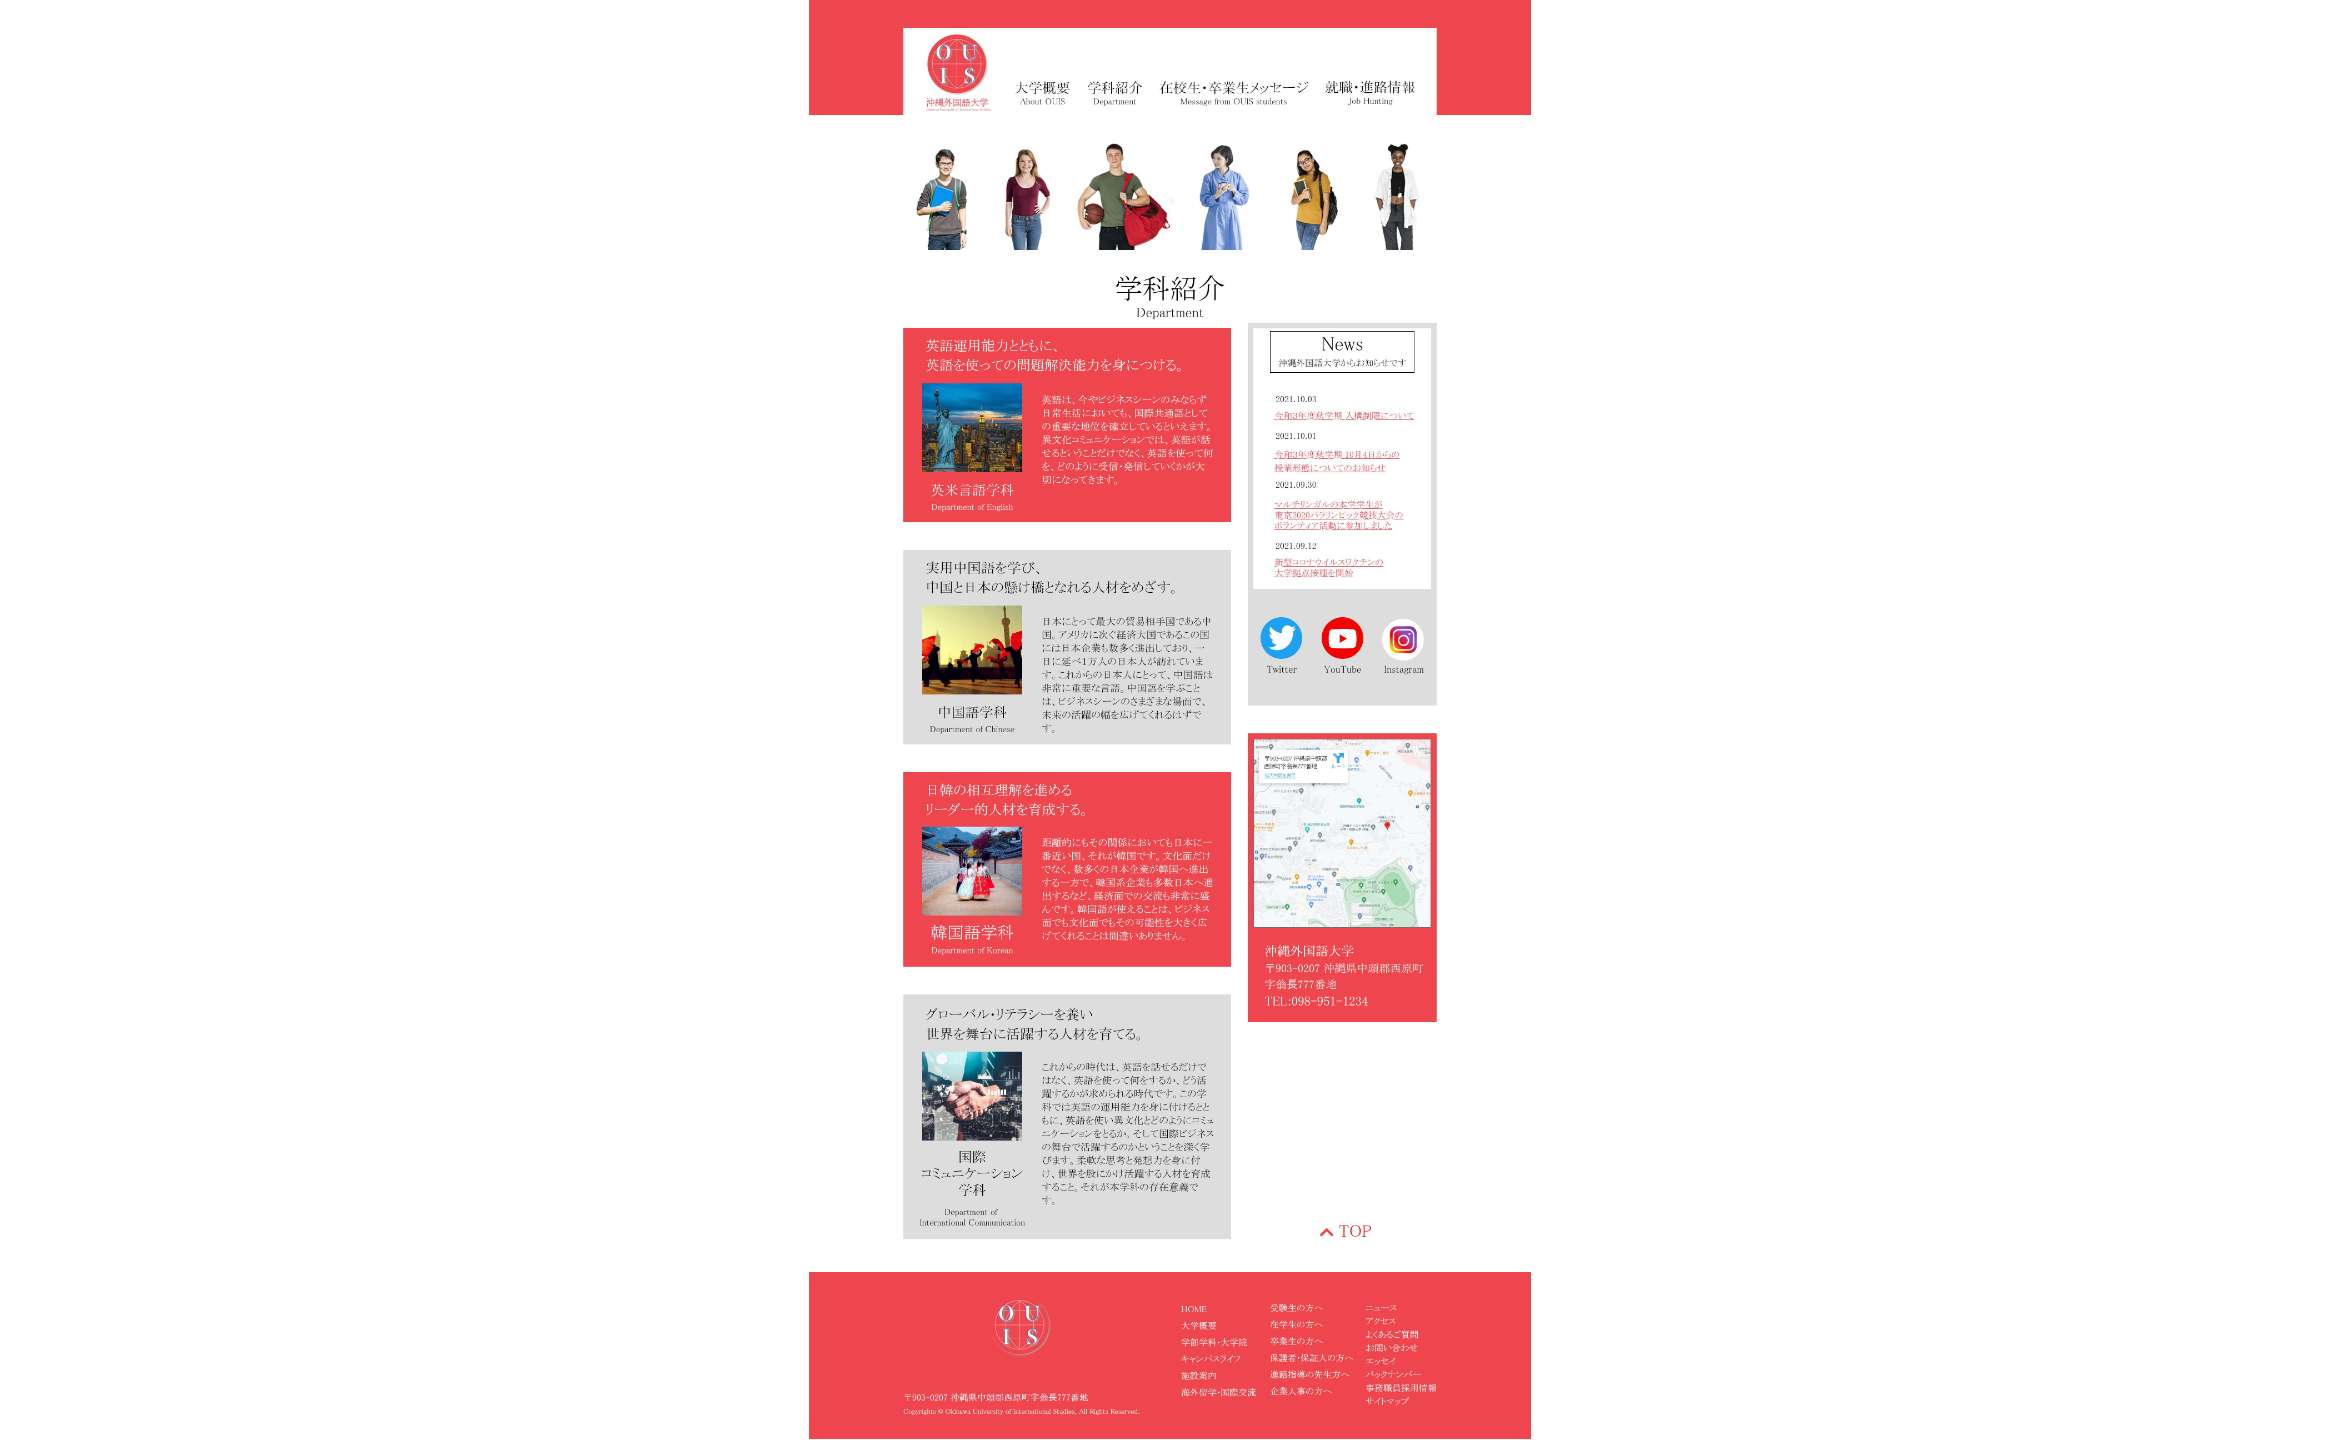 OU
IS
沖縄外国語大学
大学概要
About OUIS
学科紹介
Department
在校生・卒業生メッセージ
Message from OUIS students
就職・進路情報
Job Hunting
学科紹介
Department
英語運用能力とともに、
英語を使っての問題解決能力を身につける。
英語は、今やビジネスシーンのみならず
日常生活においても、国際共通語として
の重要な地位を確立しているといえます。
異文化コミュニケーションでは、英語が話
せるということだけでなく、英語を使って何
を、どのように受信・発信していくかが大
切になってきます。
英米言語学科
Department of English
実用中国語を学び、
中国と日本の懸け橋となれる人材をめざす。
日本にとって最大の貿易相手国である中
国。アメリカに次ぐ経済大国であるこの国
には日本企業も数多く進出しており、一
日に延べ1万人の日本人が訪れていま
す。これからの日本人にとって、中国語は
非常に重要な言語。中国語を学ぶこと
は、ビジネスシーンのさまざまな場面で、
未来の活躍の幅を広げてくれるはずで
す。
中国語学科
Department of Chinese
日韓の相互理解を進める
リーダー的人材を育成する。
距離的にもその関係においても日本に一
番近い国、それが韓国です。文化面だけ
でなく、数多くの日本企業が韓国へ進出
する一方で、韓国系企業も多数日本へ進
出するなど、経済面での交流も非常に盛
んです。韓国語が使えることは、ビジネス
面でも文化面でもその可能性を大きく広
げてくれることは間違いありません。
韓国語学科
Department of Korean
グローバル・リテラシーを養い
世界を舞台に活躍する人材を育てる。
これからの時代は、英語を話せるだけで
はなく、英語を使って何をするか、どう活
躍するかが求められる時代です。この学
科では英語の運用能力を身に付けるとと
もに、英語を使い異文化とどのようにコミュ
ニケーションをとるか。そして国際ビジネス
の舞台で活躍するのかということを深く学
びます。柔軟な思考と発想力を身に付
け、世界を股にかけ活躍する人材を育成
すること。それが本学科の存在意義で
す。
国際
コミュニケーション
学科
Department of
International Communication
News
沖縄外国語大学からお知らせです
2021.10.03
令和3年度秋学期 入構制限について
2021.10.01
令和3年度秋学期 10月4日からの
授業形態についてのお知らせ
2021.09.30
マルチリンガルの本学学生が
東京2020パラリンピック競技大会の
ボランティア活動に参加しました
2021.09.12
新型コロナウイルスワクチンの
大学拠点接種を開始
Twitter
YouTube
Instagram
〒903-0207 沖縄県中頭郡
西原町字翁長777番地
沖縄外国語大学
〒903-0207 沖縄県中頭郡西原町
字翁長777番地
TEL:098-951-1234
TOP
OU
IS
〒903-0207 沖縄県中頭郡西原町字翁長777番地
Copyrights © Okinawa University of International Studies. All Rights Reserved.
HOME
大学概要
学部学科・大学院
キャンパスライフ
施設案内
海外留学・国際交流
受験生の方へ
在学生の方へ
卒業生の方へ
保護者・保証人の方へ
進路指導の先生方へ
企業人事の方へ
ニュース
アクセス
よくあるご質問
お問い合わせ
エッセイ
バックナンバー
事務職員採用情報
サイトマップ